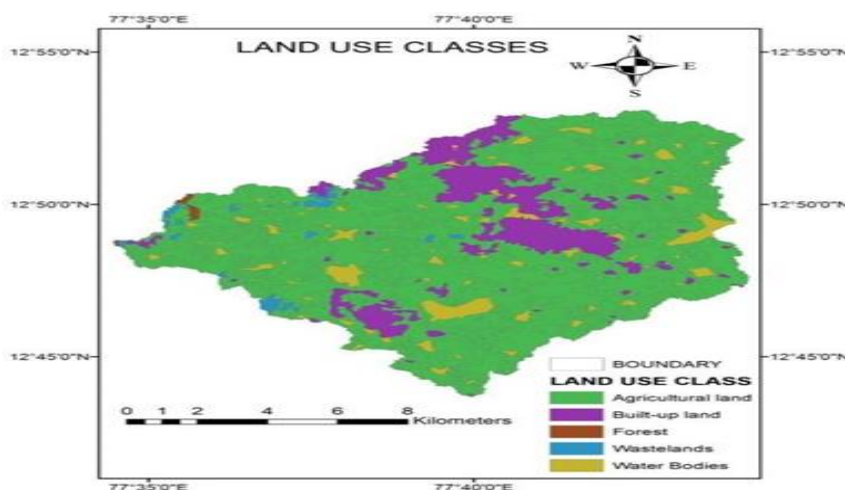 77°35'0"E 77°40'0"E
12°55'0"N 12°55'0"N
LAND USE CLASSES
N
W E
S
12°50'0"N 12°50'0"N
12°45'0"N 12°45'0"N
BOUNDARY
LAND USE CLASS
Agricultural land
Built-up land
Forest
Wastelands
Water Bodies
0 1 2 4 6 8
Kilometers
77°35'0"E 77°40'0"E